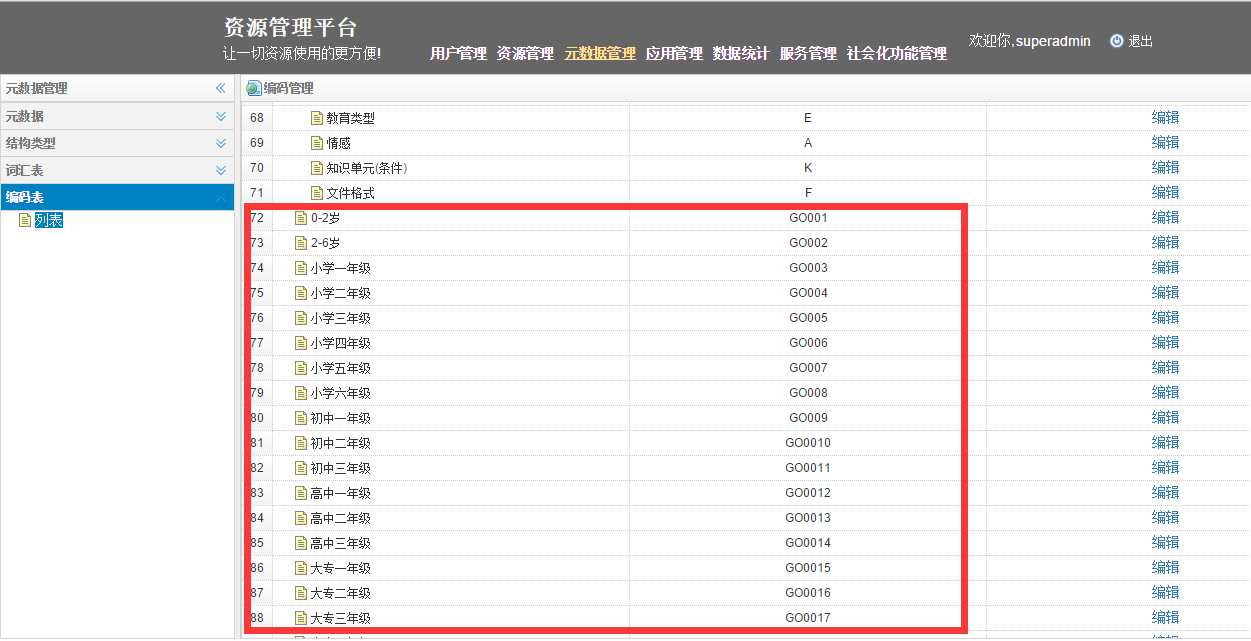 资源管理平台
让一切资源使用的更方便!
用户管理 资源管理 元数据管理 应用管理 数据统计 服务管理 社会化功能管理
欢迎你,superadmin 退出
元数据管理
元数据
结构类型
词汇表
编码表
列表
编码管理
68 教育类型 E 编辑
69 情感 A 编辑
70 知识单元(条件) K 编辑
71 文件格式 F 编辑
72 0-2岁 GO001 编辑
73 2-6岁 GO002 编辑
74 小学一年级 GO003 编辑
75 小学二年级 GO004 编辑
76 小学三年级 GO005 编辑
77 小学四年级 GO006 编辑
78 小学五年级 GO007 编辑
79 小学六年级 GO008 编辑
80 初中一年级 GO009 编辑
81 初中二年级 GO0010 编辑
82 初中三年级 GO0011 编辑
83 高中一年级 GO0012 编辑
84 高中二年级 GO0013 编辑
85 高中三年级 GO0014 编辑
86 大专一年级 GO0015 编辑
87 大专二年级 GO0016 编辑
88 大专三年级 GO0017 编辑